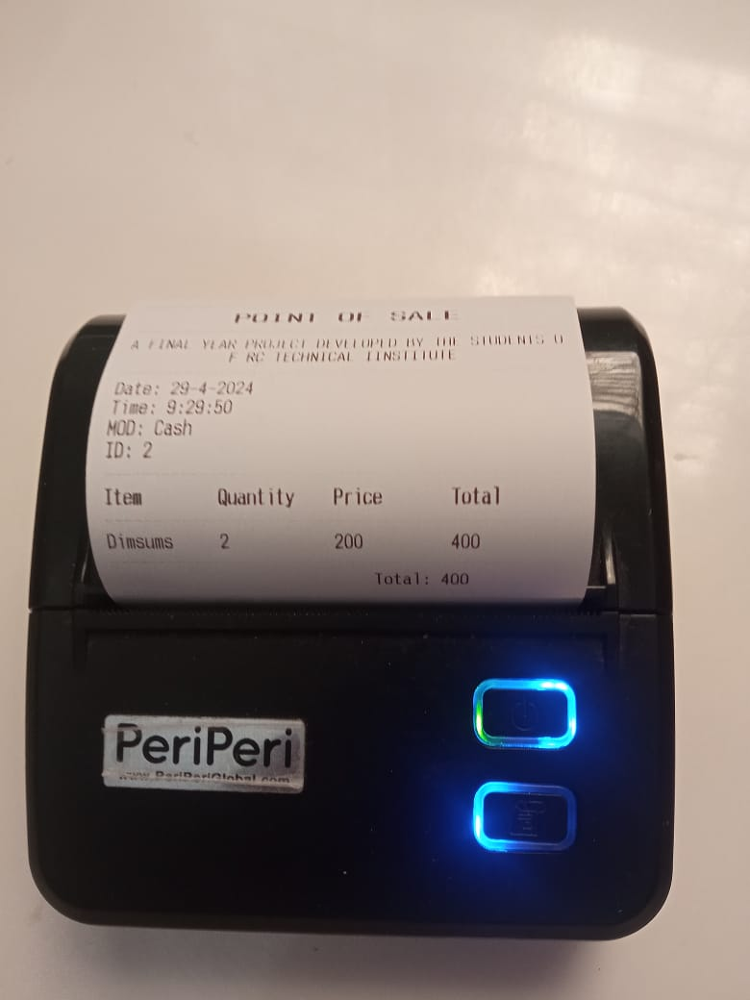 POINT OF SALE
A FINAL YEAR PROJECT DEVELOPED BY THE STUDENTS O
F RC TECHNICAL IINSTITUTE
Date: 29-4-2024
Time: 9:29:50
MOD: Cash
ID: 2
Item Quantity Price Total
Dimsums 2 200 400
Total: 400
PeriPeri
www.PeriPeriGlobal.com